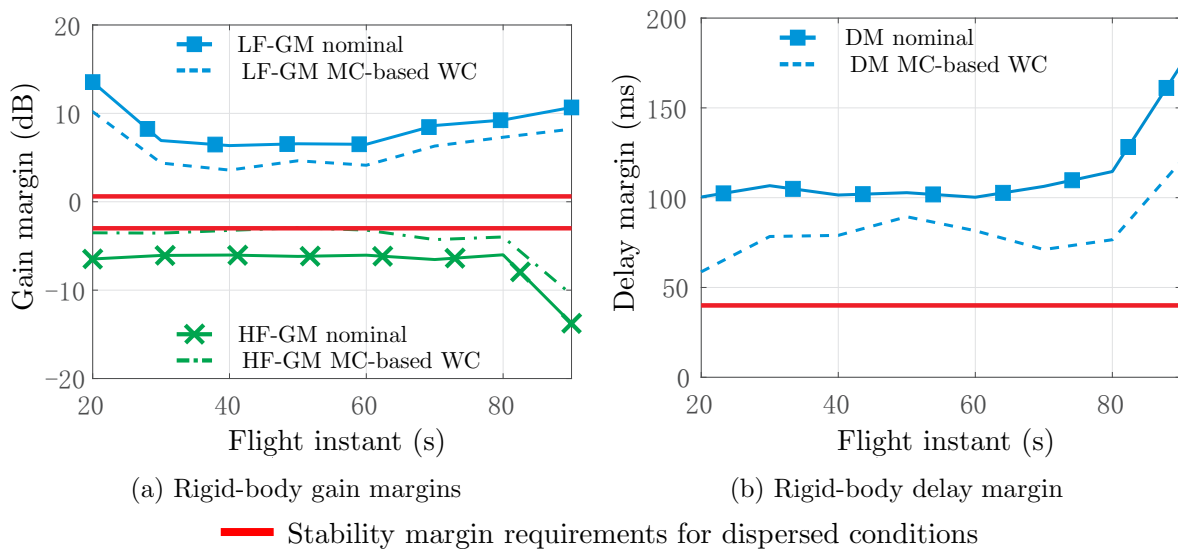 20
10
0
−10
−20
Gain margin (dB)
LF-GM nominal
LF-GM MC-based WC
HF-GM nominal
HF-GM MC-based WC
20 40 60 80
Flight instant (s)
(a) Rigid-body gain margins
200
150
100
50
0
Delay margin (ms)
DM nominal
DM MC-based WC
20 40 60 80
Flight instant (s)
(b) Rigid-body delay margin
Stability margin requirements for dispersed conditions